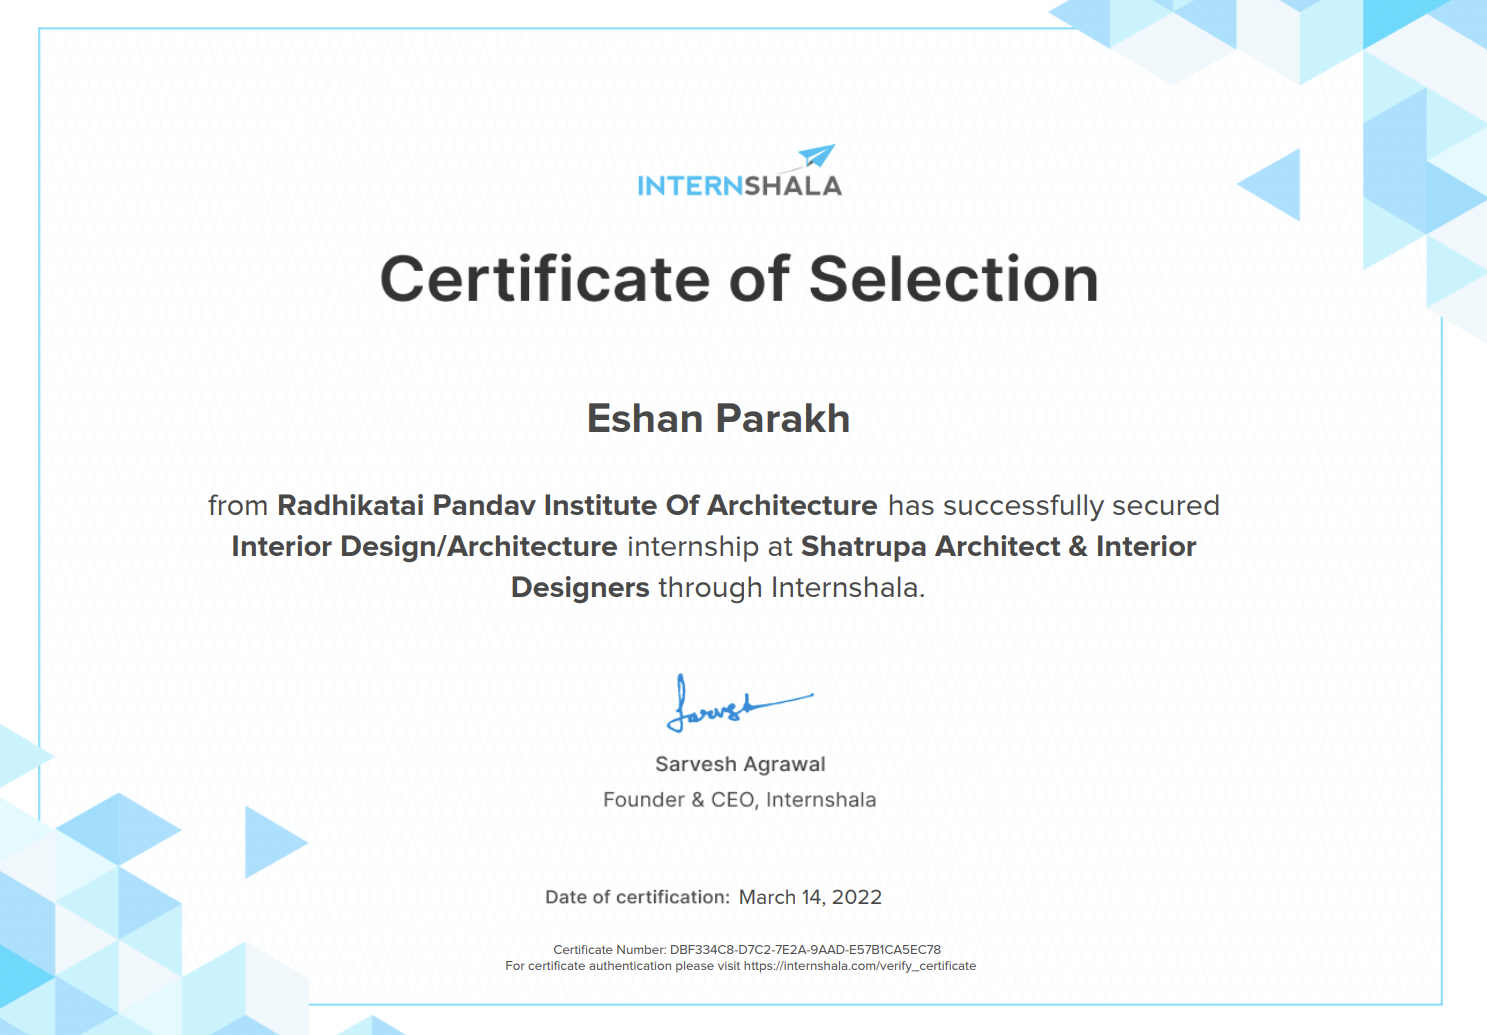 INTERNSHALA
Certificate of Selection
Eshan Parakh
from Radhikatai Pandav Institute Of Architecture has successfully secured
Interior Design/Architecture internship at Shatrupa Architect & Interior
Designers through Internshala.
Sarvesh
Sarvesh Agrawal
Founder & CEO, Internshala
Date of certification: March 14, 2022
Certificate Number: DBF334C8-D7C2-7E2A-9AAD-E57B1CA5EC78
For certificate authentication please visit https://internshala.com/verify_certificate